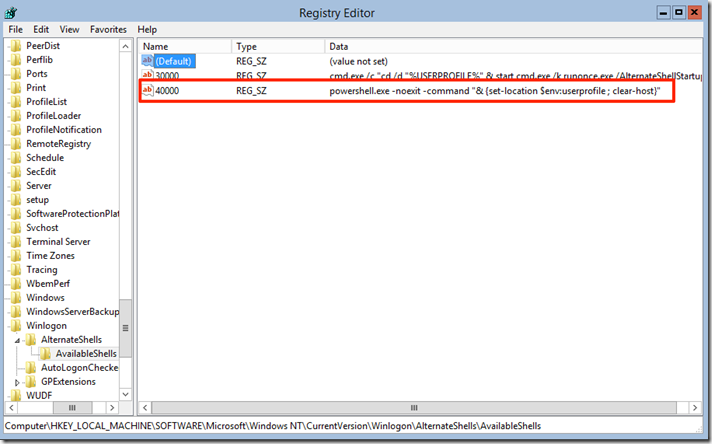 Registry Editor
File Edit View Favorites Help
PeerDist
Perflib
Ports
Print
ProfileList
ProfileLoader
ProfileNotification
RemoteRegistry
Schedule
SecEdit
Server
setup
SoftwareProtectionPlat
Svchost
Terminal Server
Time Zones
Tracing
WbemPerf
Windows
WindowsServerBackup
Winlogon
AlternateShells
AvailableShells
AutoLogonChecke
GPExtensions
WUDF
Name Type Data
(Default) REG_SZ (value not set)
30000 REG_SZ cmd.exe /c "cd /d "%USERPROFILE%" & start cmd.exe /k runonce.exe /AlternateShellStartup
40000 REG_SZ powershell.exe -noexit -command "& {set-location $env:userprofile ; clear-host}"
Computer\HKEY_LOCAL_MACHINE\SOFTWARE\Microsoft\Windows NT\CurrentVersion\Winlogon\AlternateShells\AvailableShells